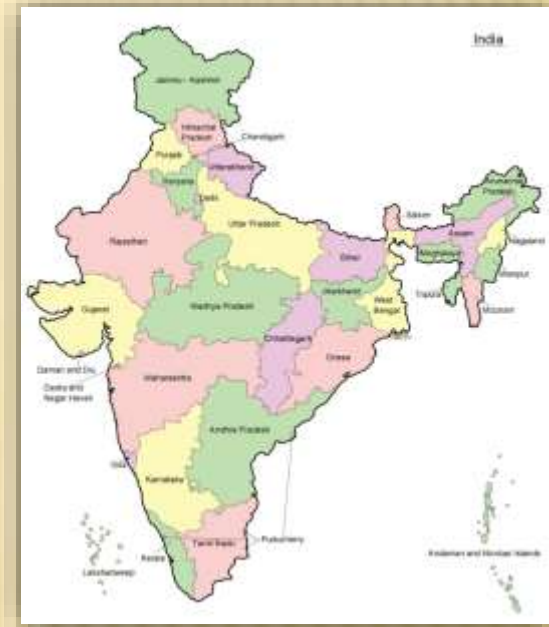 India
Jammu - Kashmir
Himachal
Pradesh
Chandigarh
Punjab
Uttarakhand
Haryana
Delhi
Arunachal
Pradesh
Sikkim
Uttar Pradesh
Assam
Nagaland
Rajasthan
Bihar
Meghalaya
Manipur
Jharkhand
Tripura
West
Bengal
Mizoram
Gujarat
Madhya Pradesh
Chhattisgarh
Orissa
Daman and Diu
Dadra and
Nagar Haveli
Maharashtra
Andhra Pradesh
Goa
Karnataka
Puducherry
Tamil Nadu
Kerala
Lakshadweep
Andaman and Nicobar Islands